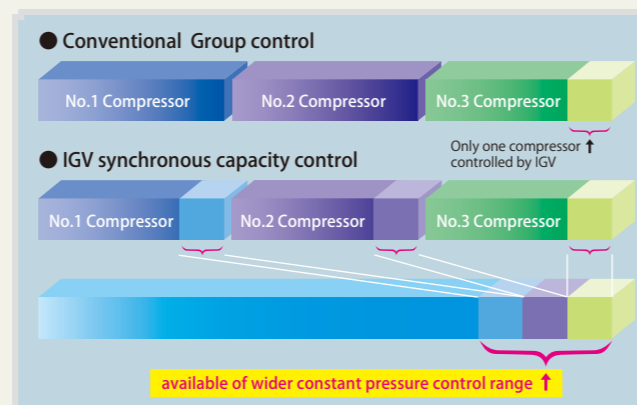 ● Conventional Group control
No.1 Compressor
No.2 Compressor
No.3 Compressor
Only one compressor ↑
controlled by IGV
● IGV synchronous capacity control
No.1 Compressor
No.2 Compressor
No.3 Compressor
available of wider constant pressure control range ↑